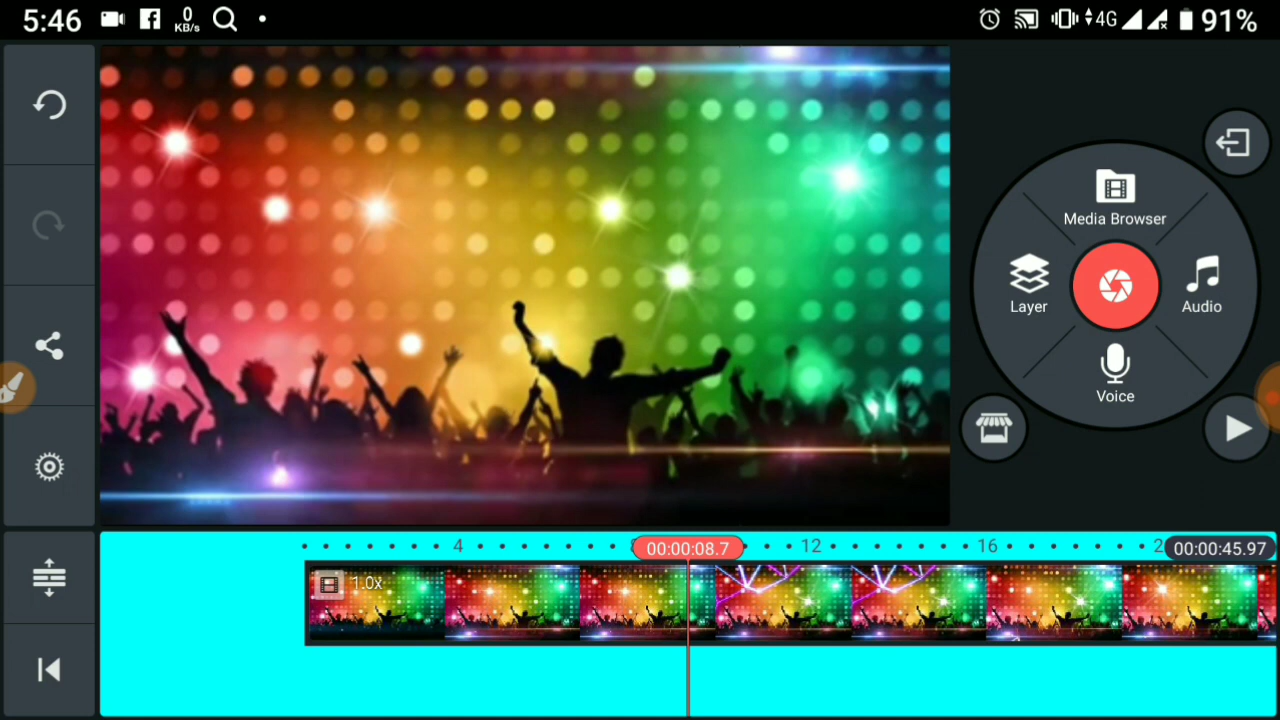 5:46
0
KB/s
4G
91%
Media Browser
Layer
Audio
Voice
4
00:00:08.7
12
16
00:00:45.97
1.0x